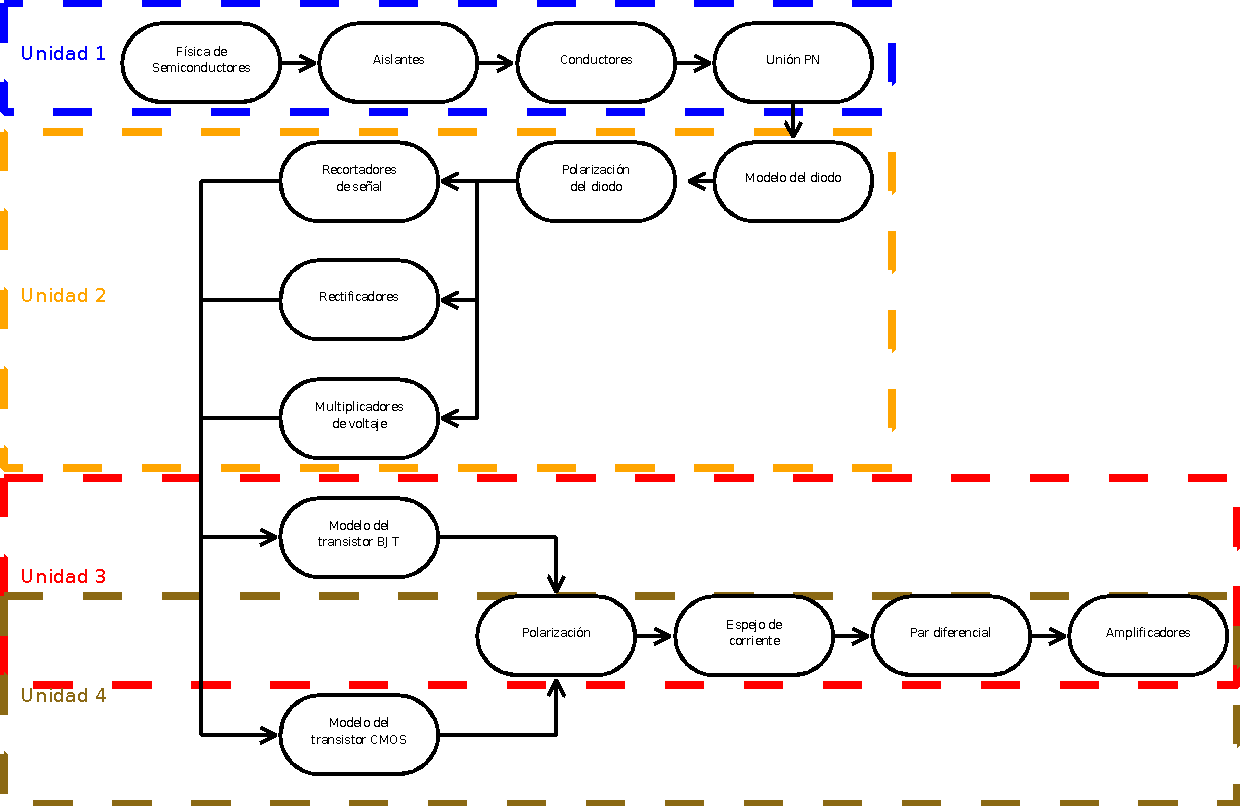 Unidad 1
Física de
Semiconductores
Aislantes
Conductores
Unión PN
Unidad 2
Recortadores
de señal
Polarización
del diodo
Modelo del diodo
Rectificadores
Multiplicadores
de voltaje
Unidad 3
Modelo del
transistor BJT
Polarización
Espejo de
corriente
Par diferencial
Amplificadores
Unidad 4
Modelo del
transistor CMOS